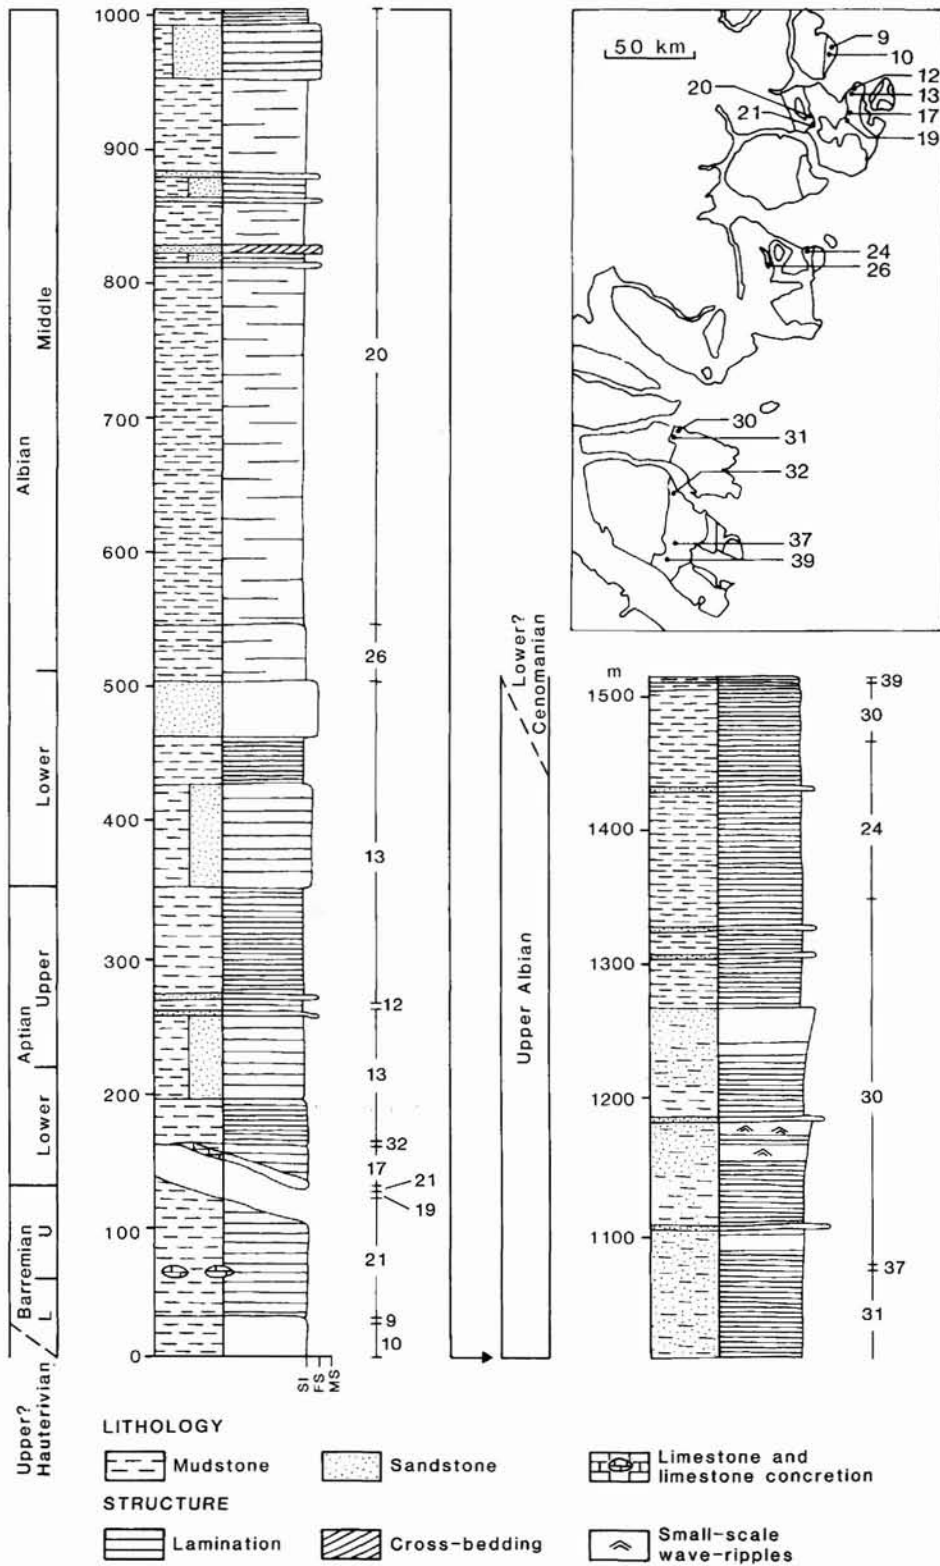 1000
900
800
700
600
500
400
300
200
100
0
Middle
Albian
Lower
Upper
Aptian
Lower
U
Barremian
L
Upper?
Hauterivian
20
26
13
12
13
32
17
21
19
21
9
10
SI
FS
MS
50 km
9
10
12
13
17
19
20
21
24
26
30
31
32
37
39
Lower?
Cenomanian
Upper Albian
m
1500
1400
1300
1200
1100
39
30
24
30
37
31
LITHOLOGY
Mudstone
Sandstone
Limestone and
limestone concretion
STRUCTURE
Lamination
Cross-bedding
Small-scale
wave-ripples